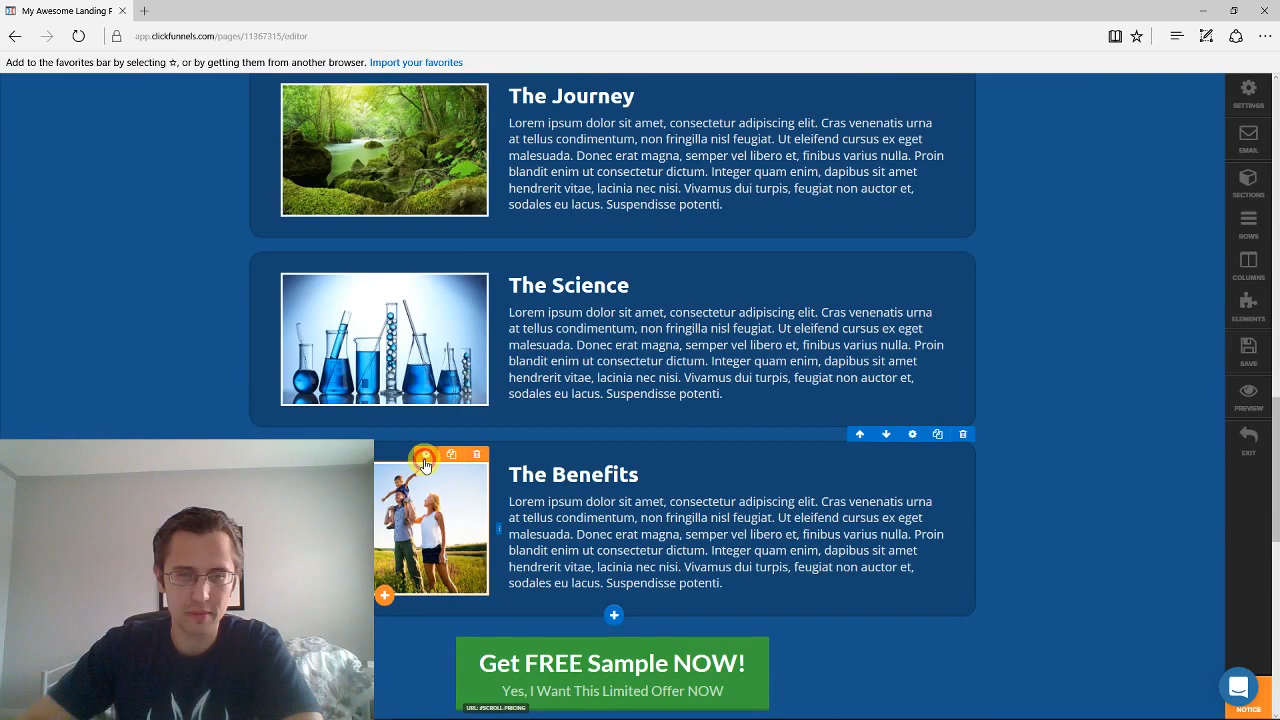 My Awesome Landing P
app.clickfunnels.com/pages/11367315/editor
Add to the favorites bar by selecting ☆, or by getting them from another browser. Import your favorites
The Journey
Lorem ipsum dolor sit amet, consectetur adipiscing elit. Cras venenatis urna
at tellus condimentum, non fringilla nisl feugiat. Ut eleifend cursus ex eget
malesuada. Donec erat magna, semper vel libero et, finibus varius nulla. Proin
blandit enim ut consectetur dictum. Integer quam enim, dapibus sit amet
hendrerit vitae, lacinia nec nisi. Vivamus dui turpis, feugiat non auctor et,
sodales eu lacus. Suspendisse potenti.
The Science
Lorem ipsum dolor sit amet, consectetur adipiscing elit. Cras venenatis urna
at tellus condimentum, non fringilla nisl feugiat. Ut eleifend cursus ex eget
malesuada. Donec erat magna, semper vel libero et, finibus varius nulla. Proin
blandit enim ut consectetur dictum. Integer quam enim, dapibus sit amet
hendrerit vitae, lacinia nec nisi. Vivamus dui turpis, feugiat non auctor et,
sodales eu lacus. Suspendisse potenti.
The Benefits
Lorem ipsum dolor sit amet, consectetur adipiscing elit. Cras venenatis urna
at tellus condimentum, non fringilla nisl feugiat. Ut eleifend cursus ex eget
malesuada. Donec erat magna, semper vel libero et, finibus varius nulla. Proin
blandit enim ut consectetur dictum. Integer quam enim, dapibus sit amet
hendrerit vitae, lacinia nec nisi. Vivamus dui turpis, feugiat non auctor et,
sodales eu lacus. Suspendisse potenti.
Get FREE Sample NOW!
Yes, I Want This Limited Offer NOW
URL: #SCROLL PRICING
SETTINGS
EMAIL
SECTIONS
ROWS
COLUMNS
ELEMENTS
SAVE
PREVIEW
EXIT
NOTICE